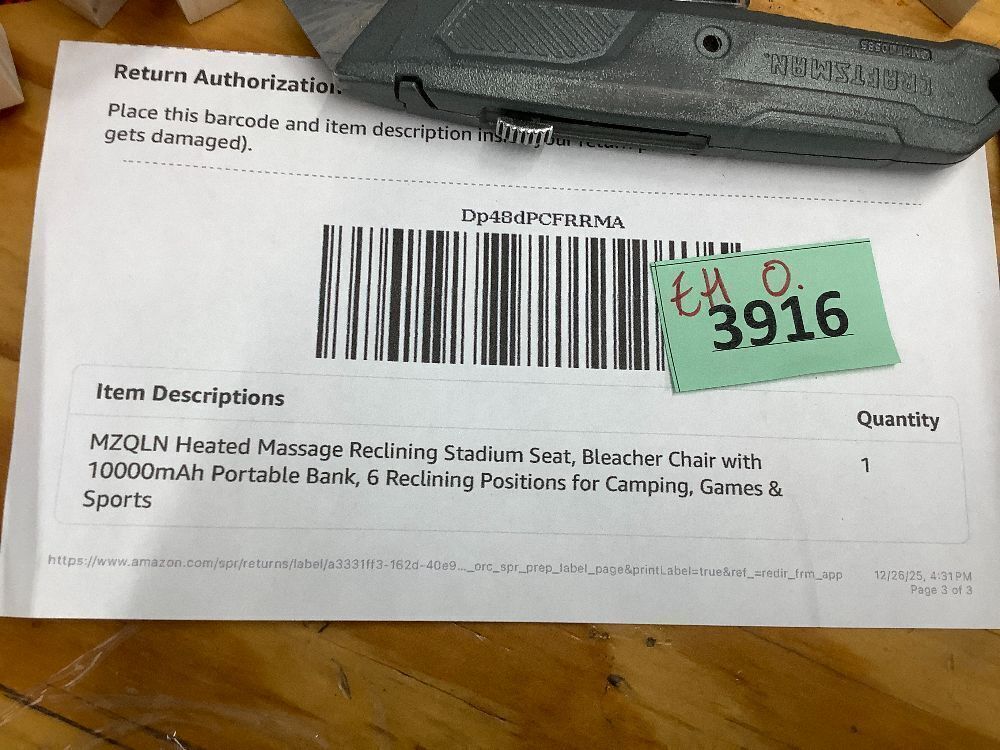 CRAFTSMAN
Return Authorization
Place this barcode and item description
gets damaged).
Dp48dPCFRRMA
EH O.
3916
Item Descriptions
Quantity
MZQLN Heated Massage Reclining Stadium Seat, Bleacher Chair with
1
10000mAh Portable Bank, 6 Reclining Positions for Camping, Games &
Sports
https://www.amazon.com/spr/returns/label/a3331ff3-162d-40e9..._orc_spr_prep_label_page&printLabel=true&ref_=redir_frm_app
12/26/25, 4:31 PM
Page 3 of 3